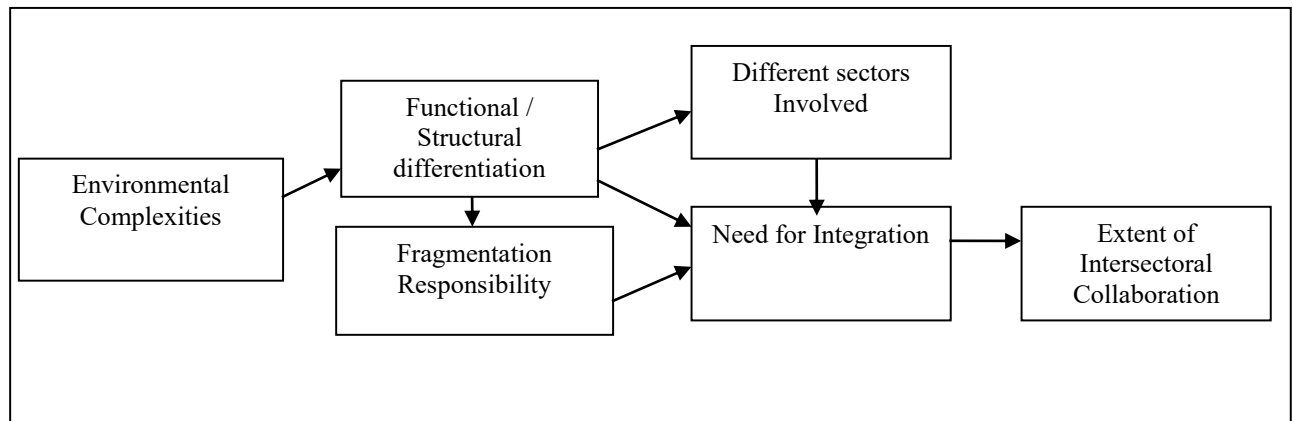 Environmental
Complexities
Functional /
Structural
differentiation
Fragmentation
Responsibility
Different sectors
Involved
Need for Integration
Extent of
Intersectoral
Collaboration